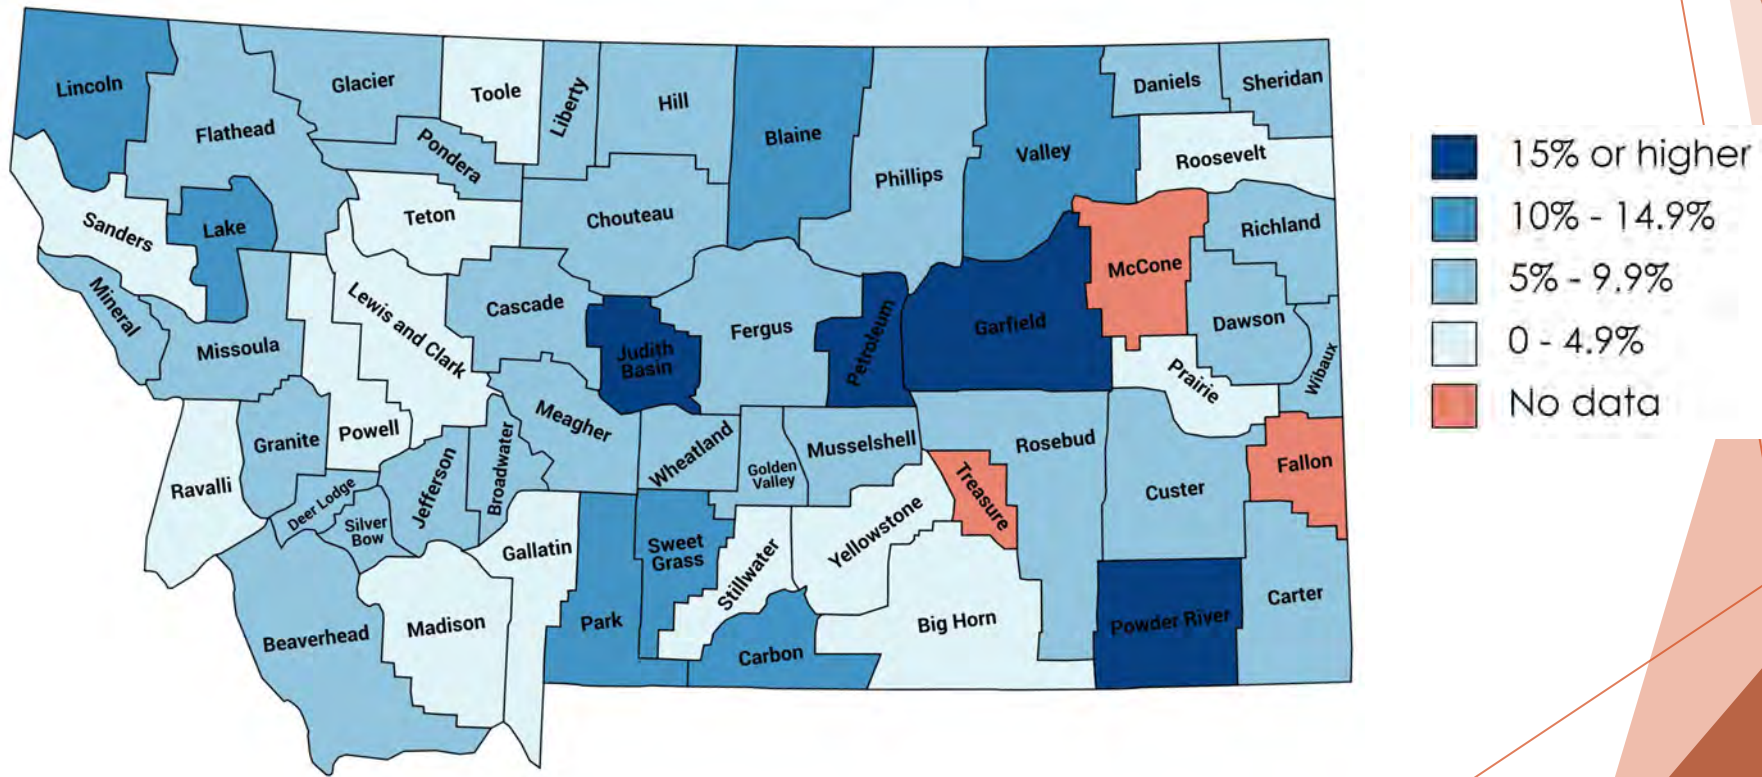 Lincoln
Flathead
Glacier
Toole
Liberty
Hill
Blaine
Phillips
Valley
Daniels
Sheridan
Roosevelt
Pondera
Sanders
Lake
Teton
Chouteau
McCone
Richland
Mineral
Missoula
Lewis and Clark
Cascade
Judith
Basin
Fergus
Petroleum
Garfield
Dawson
Wibaux
Prairie
Powell
Granite
Ravalli
Deer Lodge
Silver
Bow
Jefferson
Broadwater
Meagher
Wheatland
Golden
Valley
Musselshell
Rosebud
Treasure
Custer
Fallon
Beaverhead
Madison
Gallatin
Park
Sweet
Grass
Stillwater
Yellowstone
Carbon
Big Horn
Powder River
Carter
15% or higher
10% - 14.9%
5% - 9.9%
0 - 4.9%
No data